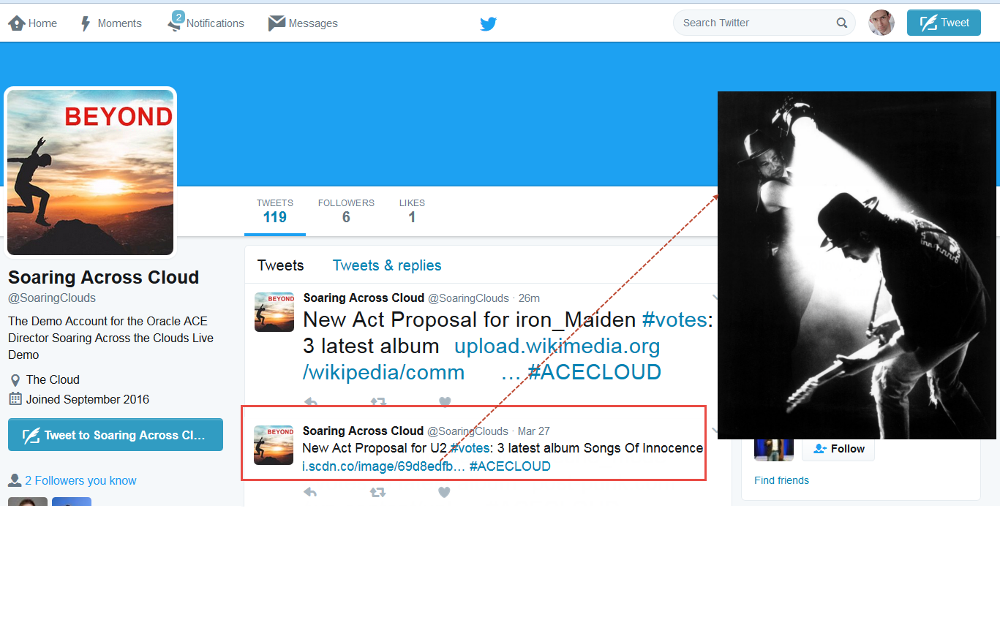 Home
Moments
2
Notifications
Messages
Search Twitter
Tweet
BEYOND
TWEETS
FOLLOWERS
LIKES
119
6
1
Tweets
Tweets & replies
Soaring Across Cloud
@SoaringClouds
The Demo Account for the Oracle ACE
Director Soaring Across the Clouds Live
Demo
The Cloud
Joined September 2016
Tweet to Soaring Across Cl...
2 Followers you know
BEYOND
Soaring Across Cloud @SoaringClouds · 26m
New Act Proposal for iron_Maiden #votes:
3 latest album upload.wikimedia.org
/wikipedia/comm … #ACECLOUD
BEYOND
Soaring Across Cloud @SoaringClouds · Mar 27
New Act Proposal for U2 #votes: 3 latest album Songs Of Innocence
i.scdn.co/image/69d8edfb… #ACECLOUD
Follow
Find friends